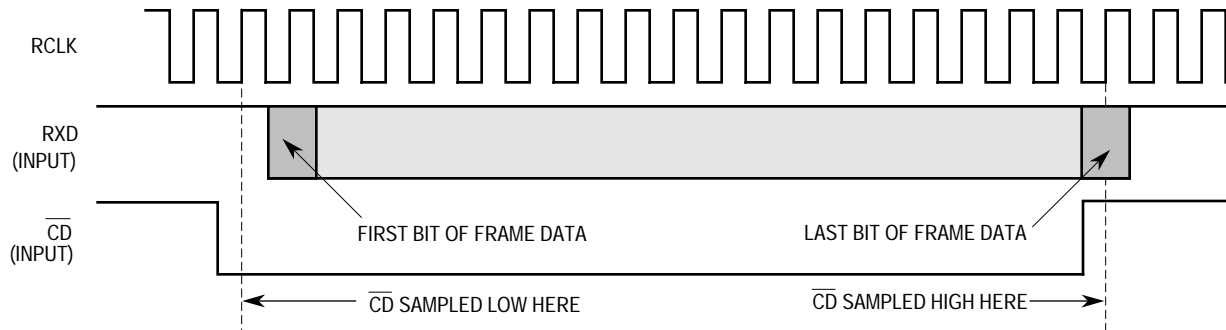 RCLK
RXD
(INPUT)
CD
(INPUT)
FIRST BIT OF FRAME DATA
LAST BIT OF FRAME DATA
CD SAMPLED LOW HERE
CD SAMPLED HIGH HERE